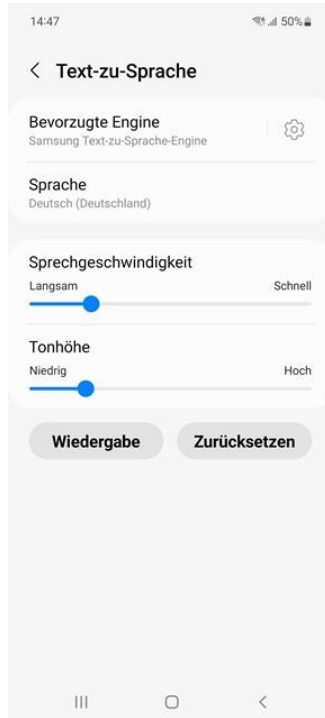 14:47 50%
Text-zu-Sprache
Bevorzugte Engine
Samsung Text-zu-Sprache-Engine
Sprache
Deutsch (Deutschland)
Sprechgeschwindigkeit
Langsam Schnell
Tonhöhe
Niedrig Hoch
Wiedergabe Zurücksetzen